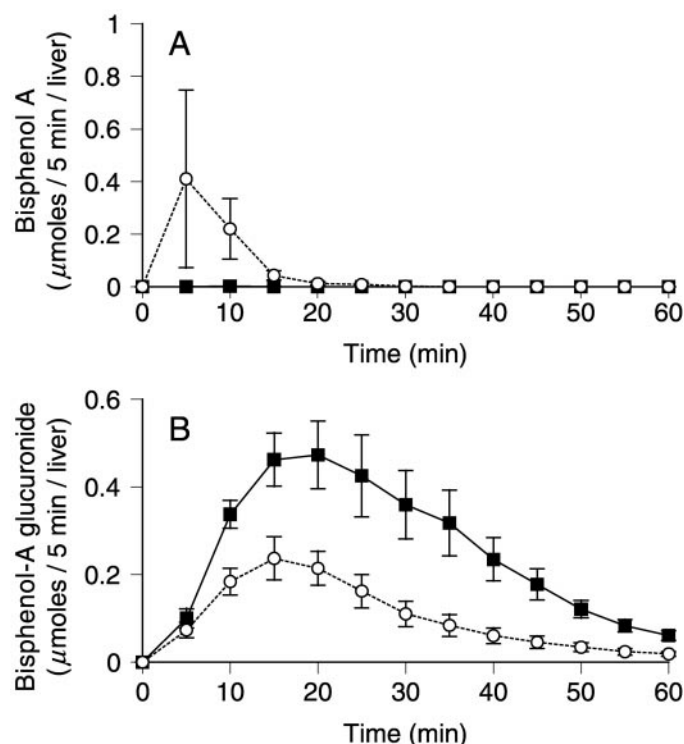 A
Bisphenol A
(μmoles / 5 min / liver)
1
0.8
0.6
0.4
0.2
0
0 10 20 30 40 50 60
Time (min)
B
Bisphenol-A glucuronide
(μmoles / 5 min / liver)
0.6
0.4
0.2
0
0 10 20 30 40 50 60
Time (min)